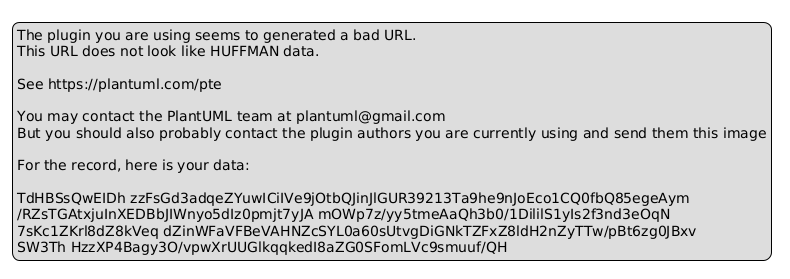 The plugin you are using seems to generated a bad URL.
This URL does not look like HUFFMAN data.
See https://plantuml.com/pte
You may contact the PlantUML team at plantuml@gmail.com
But you should also probably contact the plugin authors you are currently using and send them this image
For the record, here is your data:
TdHBSsQwEIDh zzFsGd3adqeZYuwICiIVe9jOtbQJinJlGUR39213Ta9he9nJoEco1CQ0fbQ85egeAym
/RZsTGAtxjuInXEDBbJIWnyo5dIz0pmjt7yJA mOWp7z/yy5tmeAaQh3b0/1DiliIS1yIs2f3nd3eOqN
7sKc1ZKrl8dZ8kVeq dZinWFaVFBeVAHNZcSYL0a60sUtvgDiGNkTZFxZ8ldH2nZyTTw/pBt6zg0JBxv
SW3Th HzzXP4Bagy3O/vpwXrUUGlkqqkedI8aZG0SFomLVc9smuuf/QH